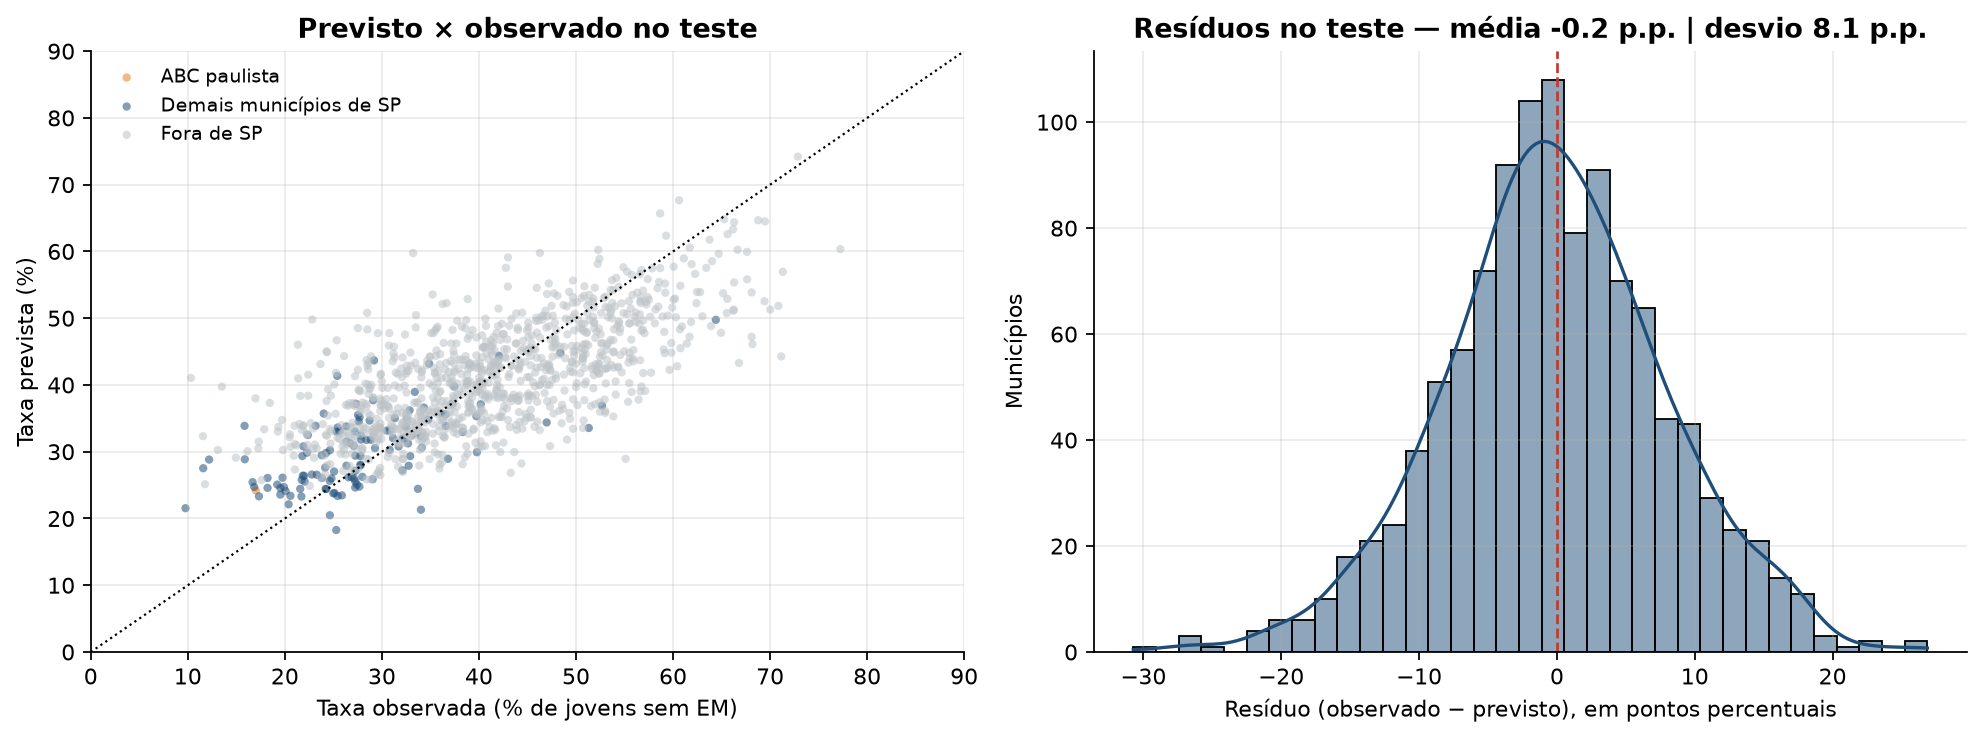 Previsto × observado no teste
90
80
70
60
50
40
30
20
10
0
Taxa prevista (%)
ABC paulista
Demais municípios de SP
Fora de SP
0 10 20 30 40 50 60 70 80 90
Taxa observada (% de jovens sem EM)
Resíduos no teste — média -0.2 p.p. | desvio 8.1 p.p.
100
80
60
40
20
0
Municípios
−30 −20 −10 0 10 20
Resíduo (observado − previsto), em pontos percentuais